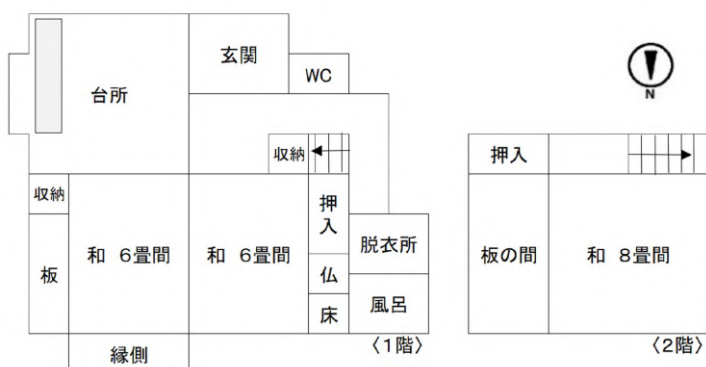 玄関
WC
台所
N
収納
押入
収納
押入
和 6畳間
和 6畳間
脱衣所
板の間
和 8畳間
板
仏
風呂
床
〈1階〉
〈2階〉
縁側